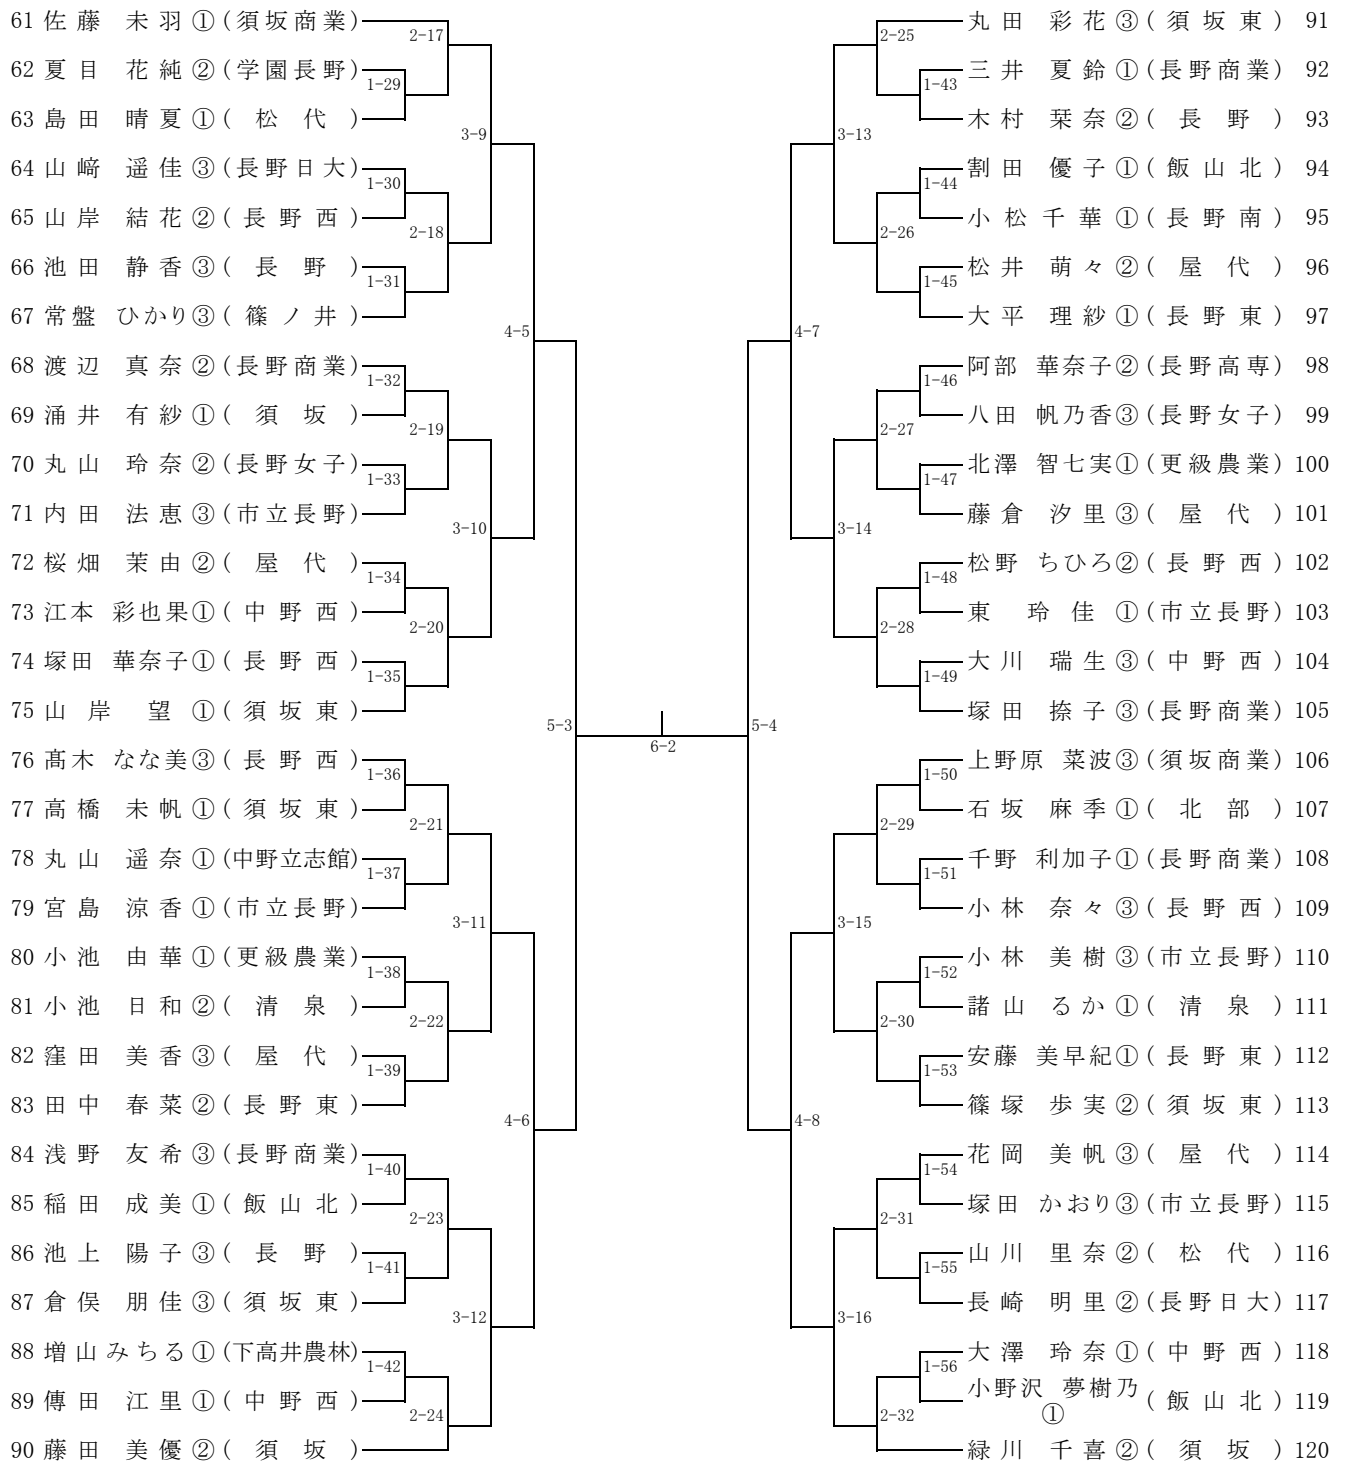 61 佐藤 未羽 ① (須坂商業)
2-17
62 夏目 花純 ② (学園長野)
1-29
63 島田 晴夏 ① (松代)
3-9
64 山﨑 遥佳 ③ (長野日大)
1-30
65 山岸 結花 ② (長野西)
2-18
66 池田 静香 ③ (長野)
1-31
67 常盤 ひかり ③ (篠ノ井)
4-5
68 渡辺 真奈 ② (長野商業)
1-32
69 涌井 有紗 ① (須坂)
2-19
70 丸山 玲奈 ② (長野女子)
1-33
71 内田 法恵 ③ (市立長野)
3-10
72 桜畑 茉由 ② (屋代)
1-34
73 江本 彩也果 ① (中野西)
2-20
74 塚田 華奈子 ① (長野西)
1-35
75 山岸 望 ① (須坂東)
5-3
76 髙木 なな美 ③ (長野西)
1-36
77 高橋 未帆 ① (須坂東)
2-21
78 丸山 遥奈 ① (中野立志館)
1-37
79 宮島 涼香 ① (市立長野)
3-11
80 小池 由華 ① (更級農業)
1-38
81 小池 日和 ② (清泉)
2-22
82 窪田 美香 ③ (屋代)
1-39
83 田中 春菜 ② (長野東)
4-6
84 浅野 友希 ③ (長野商業)
1-40
85 稲田 成美 ① (飯山北)
2-23
86 池上 陽子 ③ (長野)
1-41
87 倉俣 朋佳 ③ (須坂東)
3-12
88 増山 みちる ① (下高井農林)
1-42
89 傳田 江里 ① (中野西)
2-24
90 藤田 美優 ② (須坂)
6-2
丸田 彩花 ③ (須坂東) 91
2-25
三井 夏鈴 ① (長野商業) 92
1-43
木村 栞奈 ② (長野) 93
3-13
割田 優子 ① (飯山北) 94
1-44
小松 千華 ① (長野南) 95
2-26
松井 萌々 ② (屋代) 96
1-45
大平 理紗 ① (長野東) 97
4-7
阿部 華奈子 ② (長野高専) 98
1-46
八田 帆乃香 ③ (長野女子) 99
2-27
北澤 智七実 ① (更級農業) 100
1-47
藤倉 汐里 ③ (屋代) 101
3-14
松野 ちひろ ② (長野西) 102
1-48
東 玲佳 ① (市立長野) 103
2-28
大川 瑞生 ③ (中野西) 104
1-49
塚田 捺子 ③ (長野商業) 105
5-4
上野原 菜波 ③ (須坂商業) 106
1-50
石坂 麻季 ① (北部) 107
2-29
千野 利加子 ① (長野商業) 108
1-51
小林 奈々 ③ (長野西) 109
3-15
小林 美樹 ③ (市立長野) 110
1-52
諸山 るか ① (清泉) 111
2-30
安藤 美早紀 ① (長野東) 112
1-53
篠塚 歩実 ② (須坂東) 113
4-8
花岡 美帆 ③ (屋代) 114
1-54
塚田 かおり ③ (市立長野) 115
2-31
山川 里奈 ② (松代) 116
1-55
長崎 明里 ② (長野日大) 117
3-16
大澤 玲奈 ① (中野西) 118
1-56
小野沢 夢樹乃 ① (飯山北) 119
2-32
緑川 千喜 ② (須坂) 120